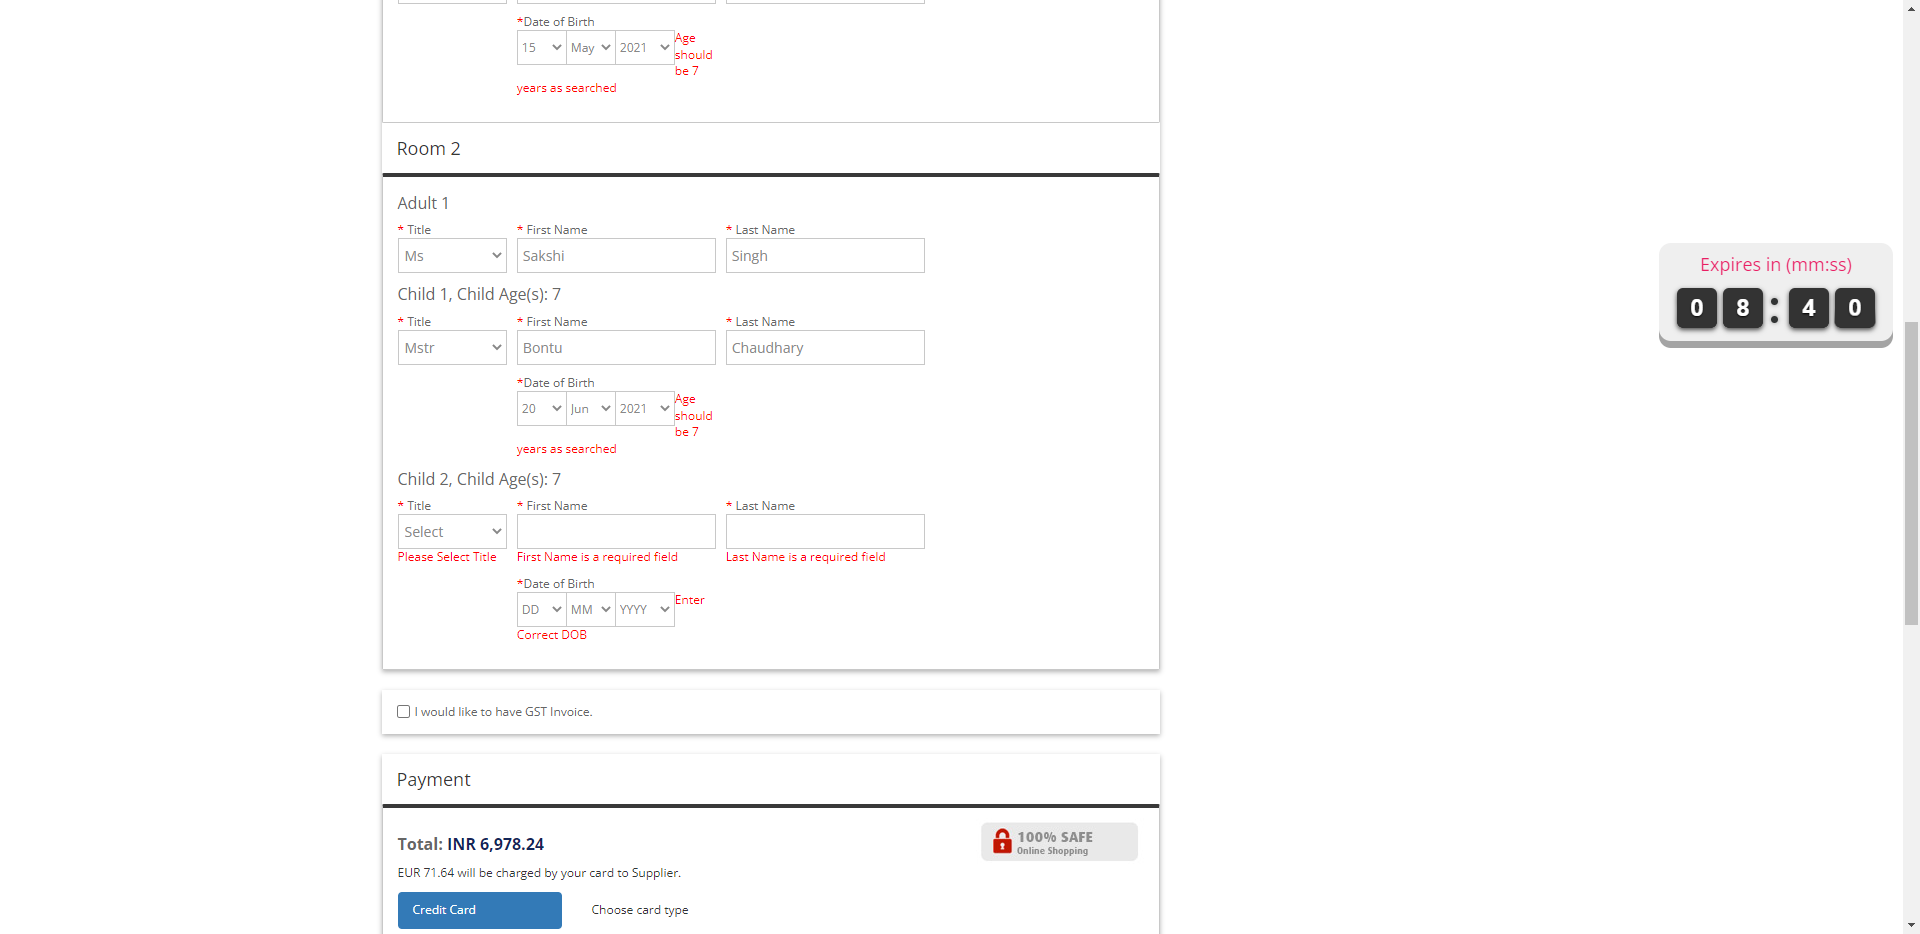 *Date of Birth
15 May 2021 Age
should
be 7
years as searched
Room 2
Adult 1
* Title * First Name * Last Name
Ms Sakshi Singh
Child 1, Child Age(s): 7
* Title * First Name * Last Name
Mstr Bontu Chaudhary
*Date of Birth
20 Jun 2021 Age
should
be 7
years as searched
Child 2, Child Age(s): 7
* Title * First Name * Last Name
Select
Please Select Title First Name is a required field Last Name is a required field
*Date of Birth
DD MM YYYY Enter
Correct DOB
I would like to have GST Invoice.
Payment
Total: INR 6,978.24
100% SAFE
Online Shopping
EUR 71.64 will be charged by your card to Supplier.
Credit Card Choose card type
Expires in (mm:ss)
08:40